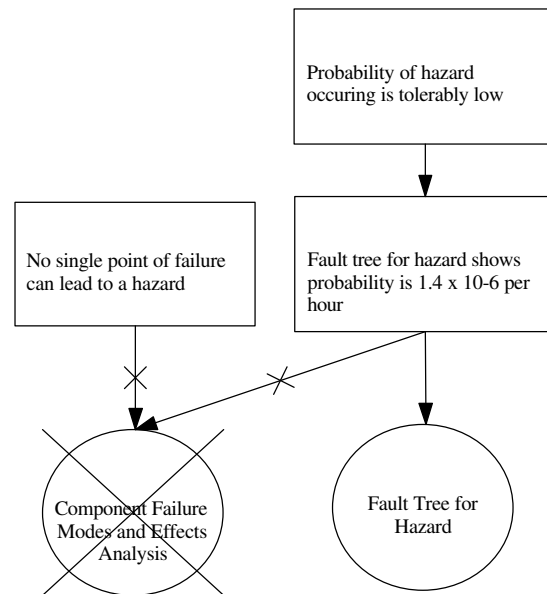 Probability of hazard
occuring is tolerably low
No single point of failure
can lead to a hazard
Fault tree for hazard shows
probability is 1.4 x 10-6 per
hour
Component Failure
Modes and Effects
Analysis
Fault Tree for
Hazard